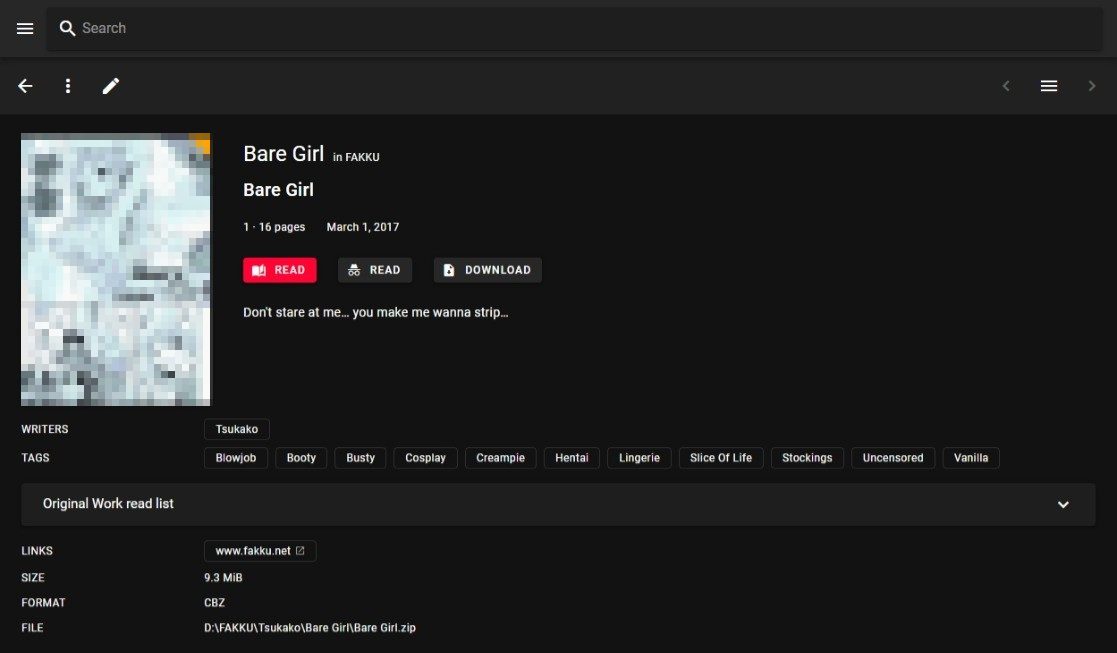 Search
Bare Girl in FAKKU
Bare Girl
1 · 16 pages March 1, 2017
READ READ DOWNLOAD
Don't stare at me... you make me wanna strip...
WRITERS Tsukako
TAGS Blowjob Booty Busty Cosplay Creampie Hentai Lingerie Slice Of Life Stockings Uncensored Vanilla
Original Work read list
LINKS www.fakku.net
SIZE 9.3 MiB
FORMAT CBZ
FILE D:\FAKKU\Tsukako\Bare Girl\Bare Girl.zip